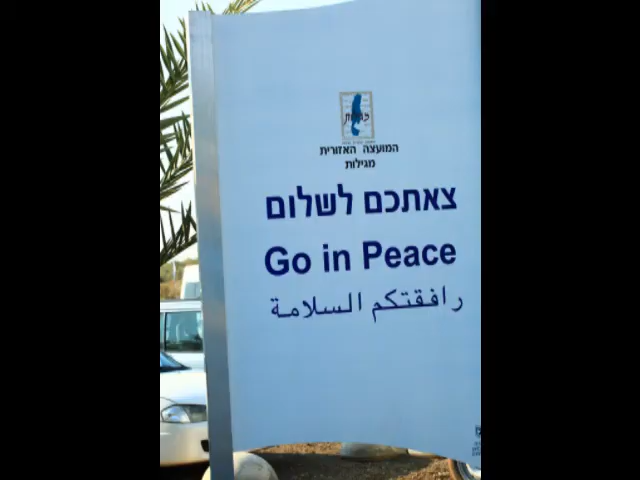 המועצה האזורית
מגילות
צאתכם לשלום
Go in Peace
رافقتكم السلامة